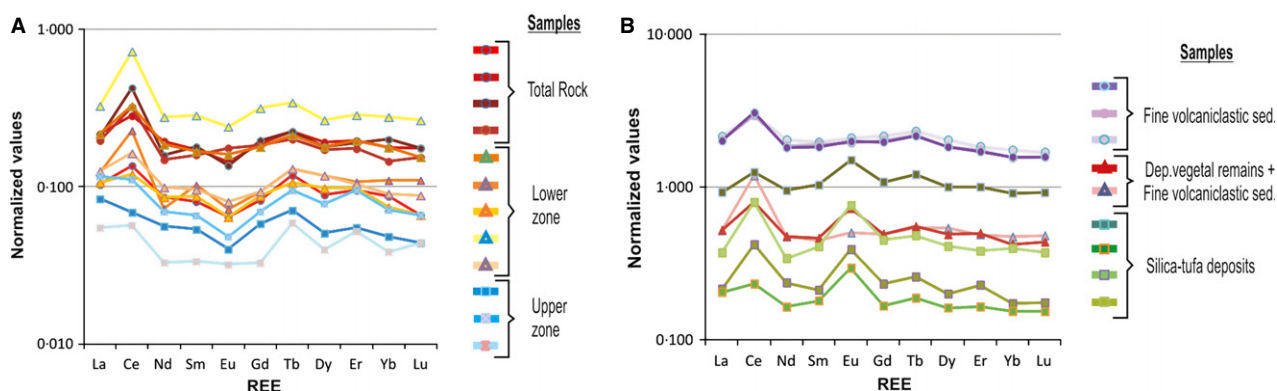 A
Normalized values
1·000
0·100
0·010
La Ce Nd Sm Eu Gd Tb Dy Er Yb Lu
REE
Samples
Total Rock
Lower
zone
Upper
zone
B
Normalized values
10·000
1·000
0·100
La Ce Nd Sm Eu Gd Tb Dy Er Yb Lu
REE
Samples
Fine volcaniclastic sed.
Dep.vegetal remains +
Fine volcaniclastic sed.
Silica-tufa deposits